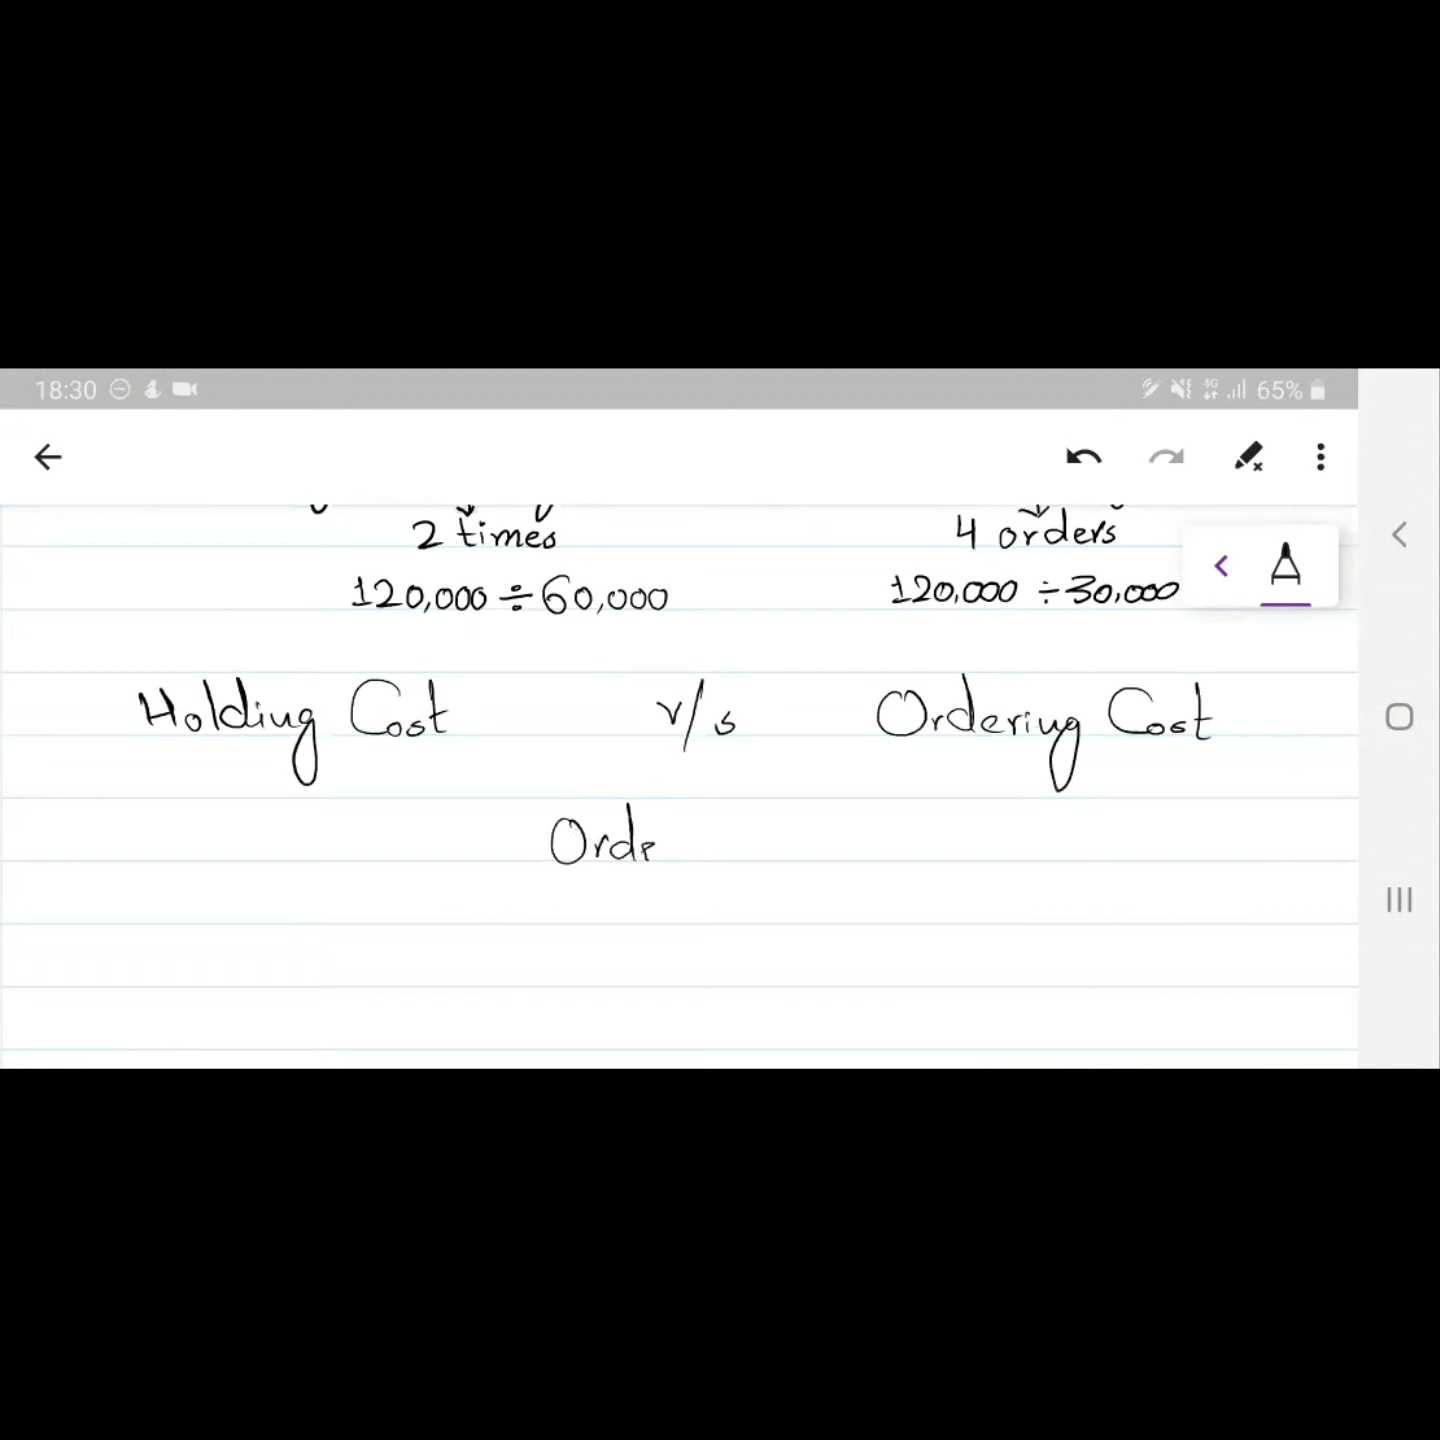 18:30 4G 65%
2 times 4 orders
120,000 ÷ 60,000 120,000 ÷ 30,000
Holding Cost v/s Ordering Cost
Orde